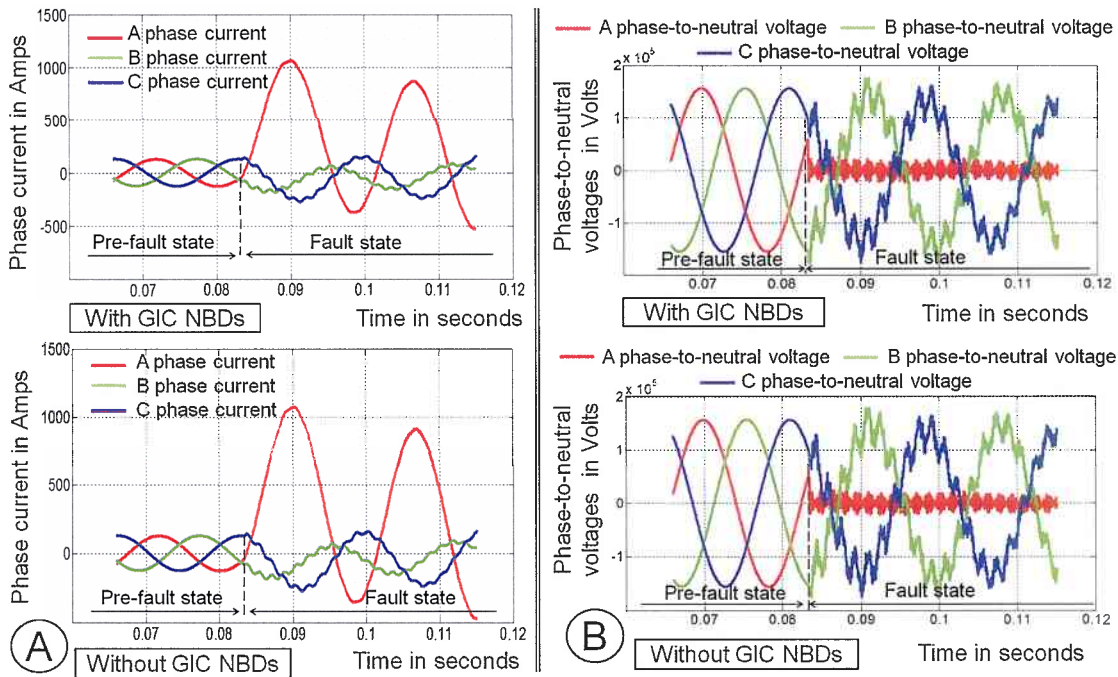 Phase current in Amps
1500
1000
500
0
-500
A phase current
B phase current
C phase current
Pre-fault state
Fault state
0.07
0.08
0.09
0.1
0.11
0.12
With GIC NBDs
Time in seconds
Phase current in Amps
1500
1000
500
0
A phase current
B phase current
C phase current
Pre-fault state
Fault state
0.07
0.08
0.09
0.1
0.11
0.12
A
Without GIC NBDs
Time in seconds
B
A phase-to-neutral voltage
B phase-to-neutral voltage
C phase-to-neutral voltage
Phase-to-neutral
voltages in Volts
2 × 10⁵
1
0
-1
Pre-fault state
Fault state
0.07
0.08
0.09
0.1
0.11
0.12
With GIC NBDs
Time in seconds
A phase-to-neutral voltage
B phase-to-neutral voltage
C phase-to-neutral voltage
Phase-to-neutral
voltages in Volts
2 × 10⁵
1
0
-1
Pre-fault state
Fault state
0.07
0.08
0.09
0.1
0.11
0.12
B
Without GIC NBDs
Time in seconds